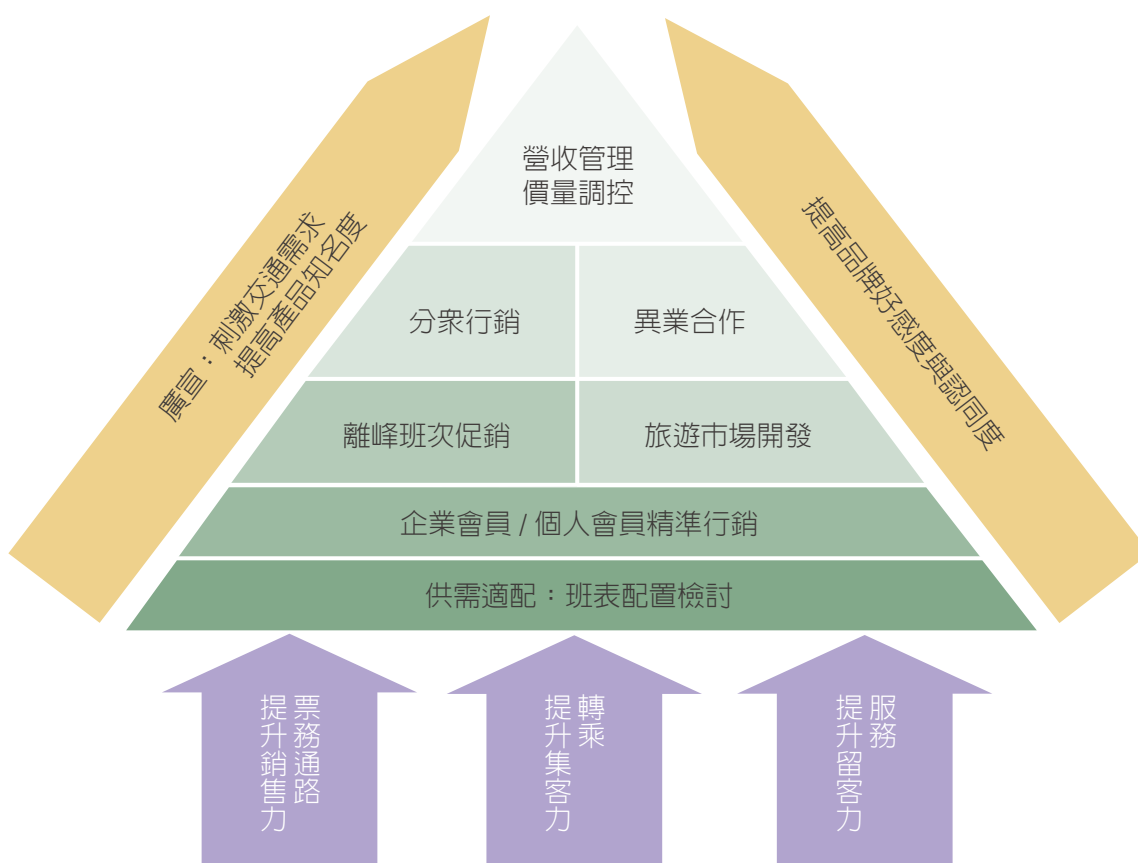 營收管理
價量調控
廣宣：刺激交通需求
提高產品知名度
提高品牌好感度與認同度
分衆行銷
異業合作
離峰班次促銷
旅遊市場開發
企業會員 / 個人會員精準行銷
供需適配：班表配置檢討
票務通路
提升銷售力
轉乘
提升集客力
服務
提升留客力